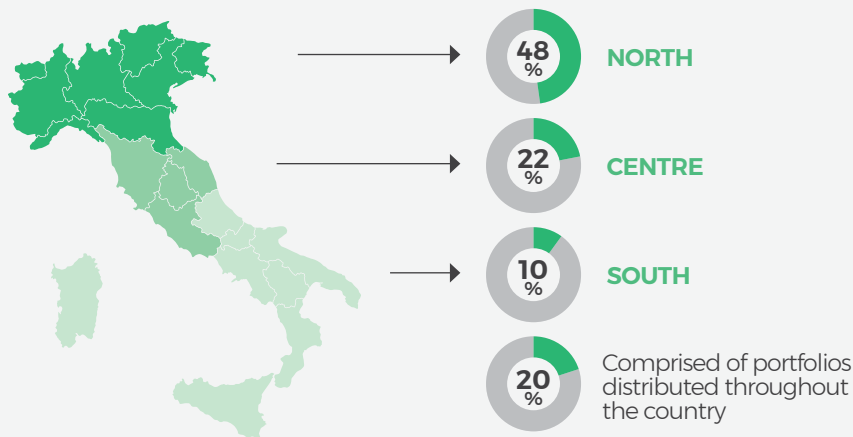 48
%
NORTH
22
%
CENTRE
10
%
SOUTH
20
%
Comprised of portfolios
distributed throughout
the country